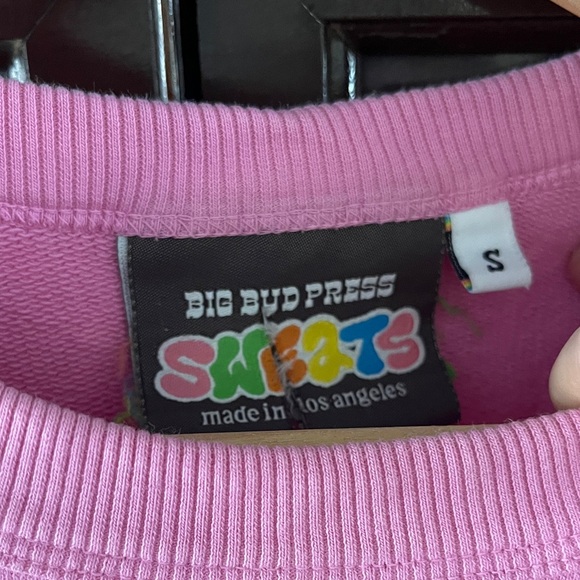 BIG BUD PRESS
SWEATS
made in los angeles
S